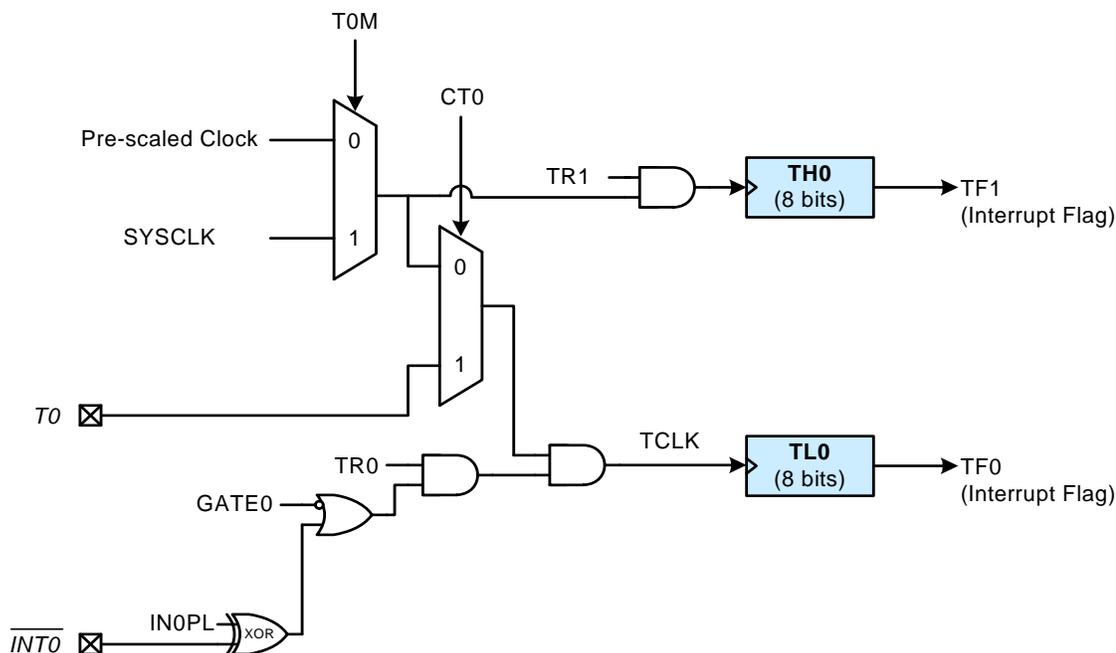 T0M
CT0
Pre-scaled Clock
0
TR1
TH0
(8 bits)
TF1
(Interrupt Flag)
SYSCLK
1
0
1
T0
TCLK
TL0
(8 bits)
TF0
(Interrupt Flag)
TR0
GATE0
IN0PL
XOR
INT0